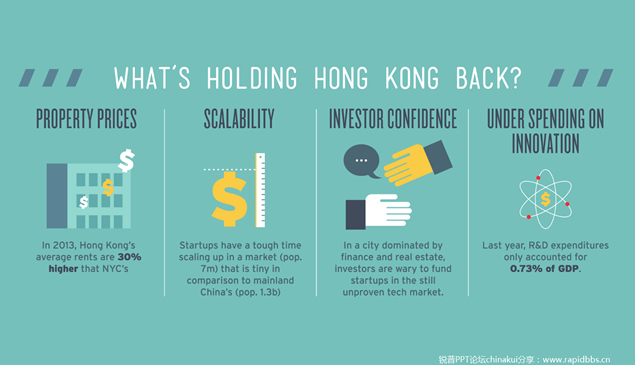 WHAT'S HOLDING HONG KONG BACK?
PROPERTY PRICES
In 2013, Hong Kong's
average rents are 30%
higher that NYC's
SCALABILITY
Startups have a tough time
scaling up in a market (pop.
7m) that is tiny in
comparison to mainland
China's (pop. 1.3b)
INVESTOR CONFIDENCE
In a city dominated by
finance and real estate,
investors are wary to fund
startups in the still
unproven tech market.
UNDER SPENDING ON
INNOVATION
Last year, R&D expenditures
only accounted for
0.73% of GDP.
锐普PPT论坛chinakui分享:www.rapidbbs.cn